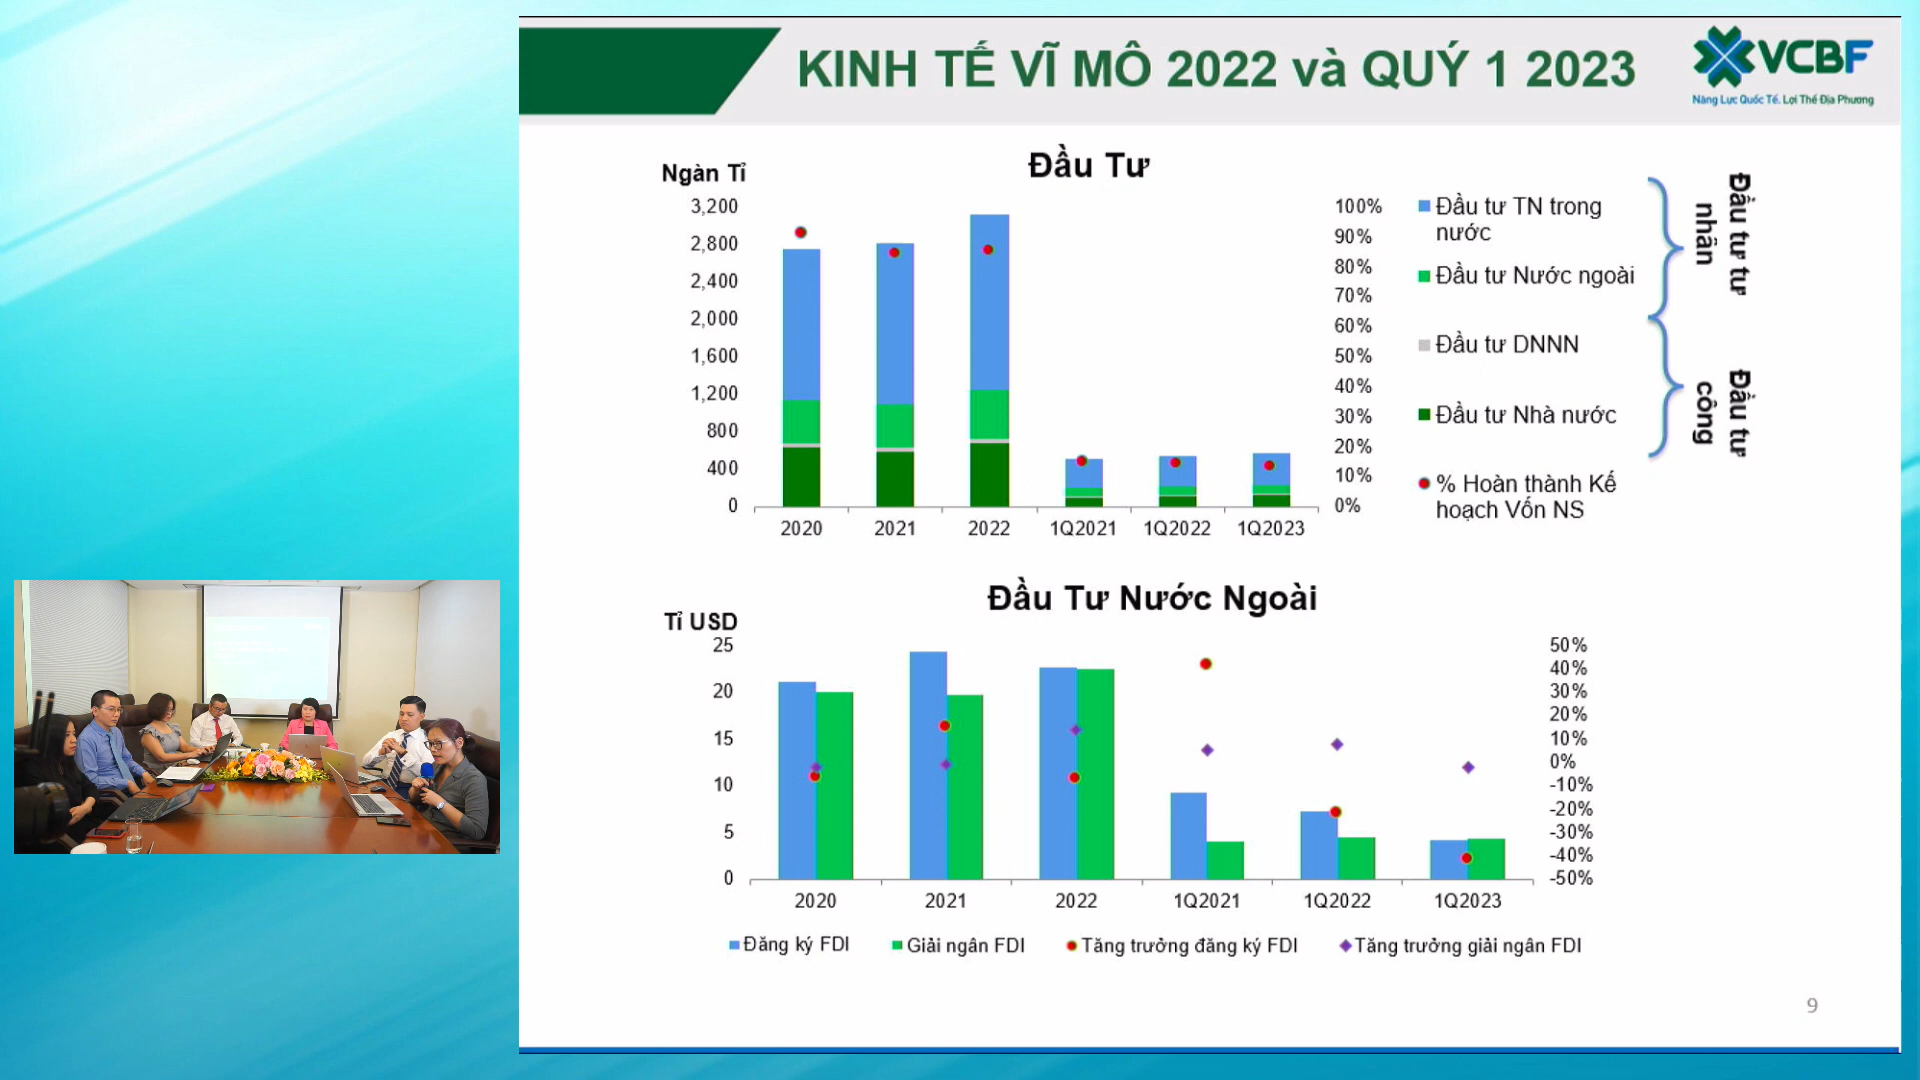 KINH TẾ VĨ MÔ 2022 và QUÝ 1 2023
VCBF
Năng Lực Quốc Tế. Lợi Thế Địa Phương
Đầu Tư
Ngàn Tỉ
3,200
2,800
2,400
2,000
1,600
1,200
800
400
0
2020
2021
2022
1Q2021
1Q2022
1Q2023
100%
90%
80%
70%
60%
50%
40%
30%
20%
10%
0%
Đầu tư TN trong
nước
Đầu tư Nước ngoài
Đầu tư DNNN
Đầu tư Nhà nước
% Hoàn thành Kế
hoạch Vốn NS
Đầu tư tư
nhân
Đầu tư
công
Đầu Tư Nước Ngoài
Tỉ USD
25
20
15
10
5
0
2020
2021
2022
1Q2021
1Q2022
1Q2023
50%
40%
30%
20%
10%
0%
-10%
-20%
-30%
-40%
-50%
Đăng ký FDI
Giải ngân FDI
Tăng trưởng đăng ký FDI
Tăng trưởng giải ngân FDI
9